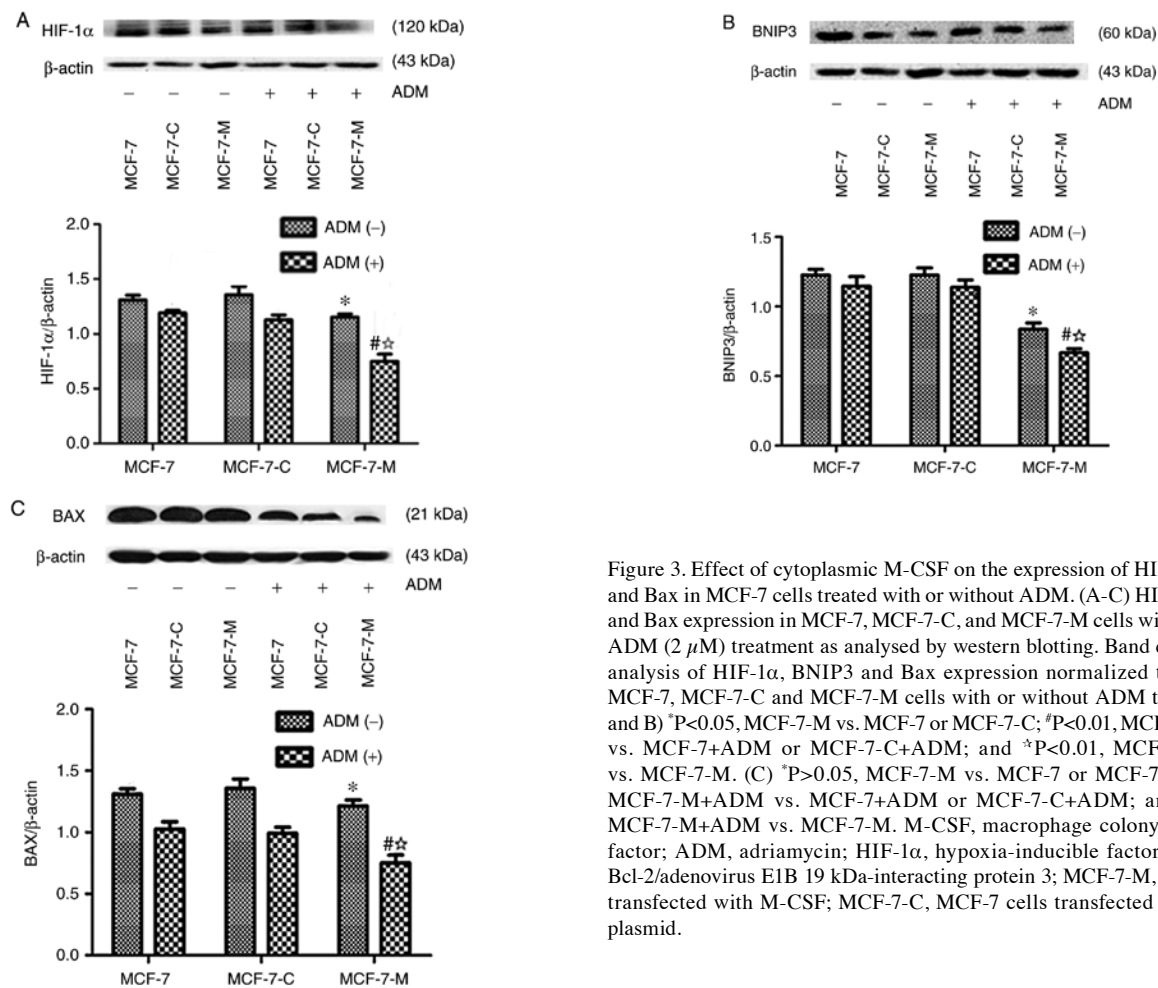 A
HIF-1α
(120 kDa)
β-actin
(43 kDa)
– – – + + + ADM
MCF-7
MCF-7-C
MCF-7-M
MCF-7
MCF-7-C
MCF-7-M
HIF-1α/β-actin
2.0
1.5
1.0
0.5
0.0
ADM (–)
ADM (+)
*
#☆
MCF-7 MCF-7-C MCF-7-M
B
BNIP3
(60 kDa)
β-actin
(43 kDa)
– – – + + + ADM
MCF-7
MCF-7-C
MCF-7-M
MCF-7
MCF-7-C
MCF-7-M
BNIP3/β-actin
1.5
1.0
0.5
0.0
ADM (–)
ADM (+)
*
#☆
MCF-7 MCF-7-C MCF-7-M
C
BAX
(21 kDa)
β-actin
(43 kDa)
– – – + + + ADM
MCF-7
MCF-7-C
MCF-7-M
MCF-7
MCF-7-C
MCF-7-M
BAX/β-actin
2.0
1.5
1.0
0.5
0.0
ADM (–)
ADM (+)
*
#☆
MCF-7 MCF-7-C MCF-7-M
Figure 3. Effect of cytoplasmic M-CSF on the expression of HI
and Bax in MCF-7 cells treated with or without ADM. (A-C) HI
and Bax expression in MCF-7, MCF-7-C, and MCF-7-M cells wi
ADM (2 μM) treatment as analysed by western blotting. Band
analysis of HIF-1α, BNIP3 and Bax expression normalized t
MCF-7, MCF-7-C and MCF-7-M cells with or without ADM t
and B) *P<0.05, MCF-7-M vs. MCF-7 or MCF-7-C; #P<0.01, MC
vs. MCF-7+ADM or MCF-7-C+ADM; and ☆P<0.01, MCF
vs. MCF-7-M. (C) *P>0.05, MCF-7-M vs. MCF-7 or MCF-7
MCF-7-M+ADM vs. MCF-7+ADM or MCF-7-C+ADM; a
MCF-7-M+ADM vs. MCF-7-M. M-CSF, macrophage colony
factor; ADM, adriamycin; HIF-1α, hypoxia-inducible factor
Bcl-2/adenovirus E1B 19 kDa-interacting protein 3; MCF-7-M,
transfected with M-CSF; MCF-7-C, MCF-7 cells transfected
plasmid.